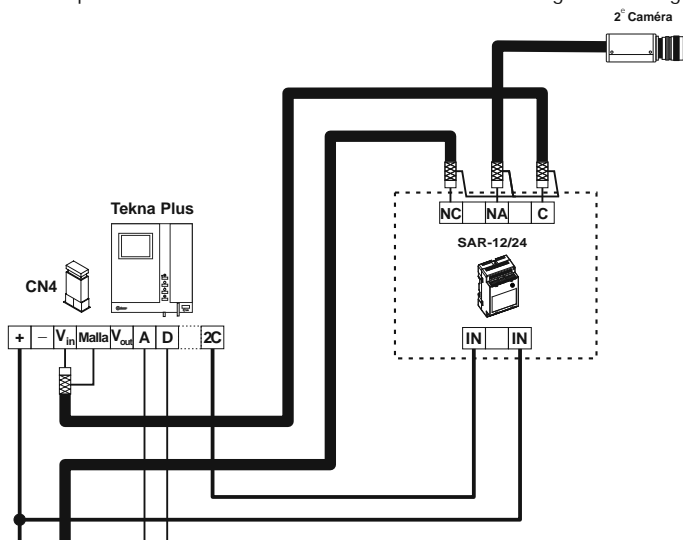 2e Caméra
NC NA C
SAR-12/24
Tekna Plus
CN4
+ − Vin Malla Vout A D 2C
IN IN